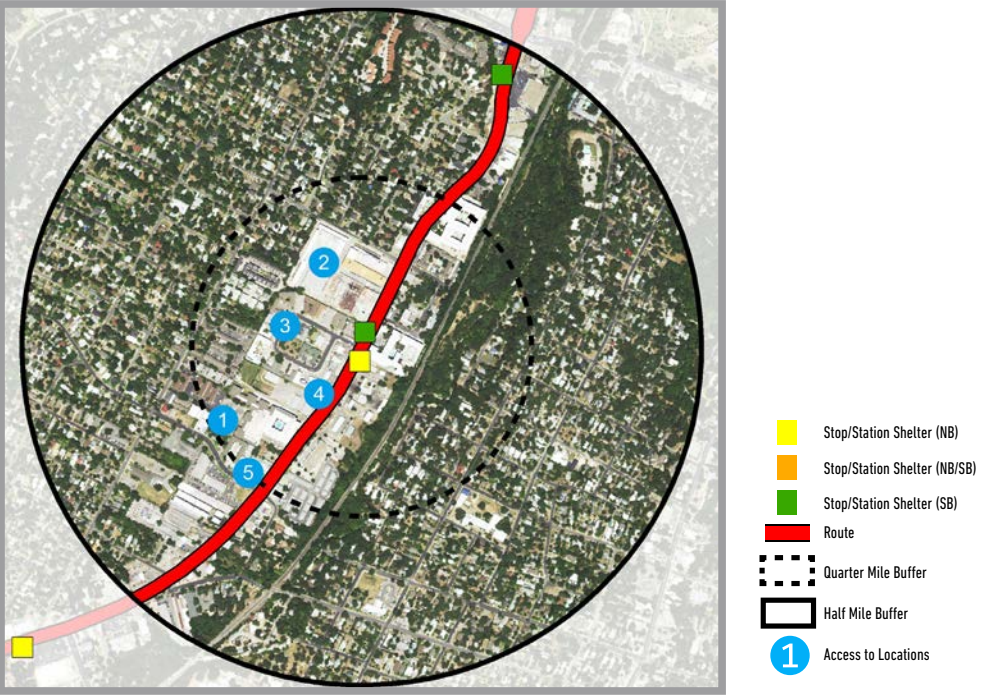 2
3
4
1
5
Stop/Station Shelter (NB)
Stop/Station Shelter (NB/SB)
Stop/Station Shelter (SB)
Route
Quarter Mile Buffer
Half Mile Buffer
1 Access to Locations